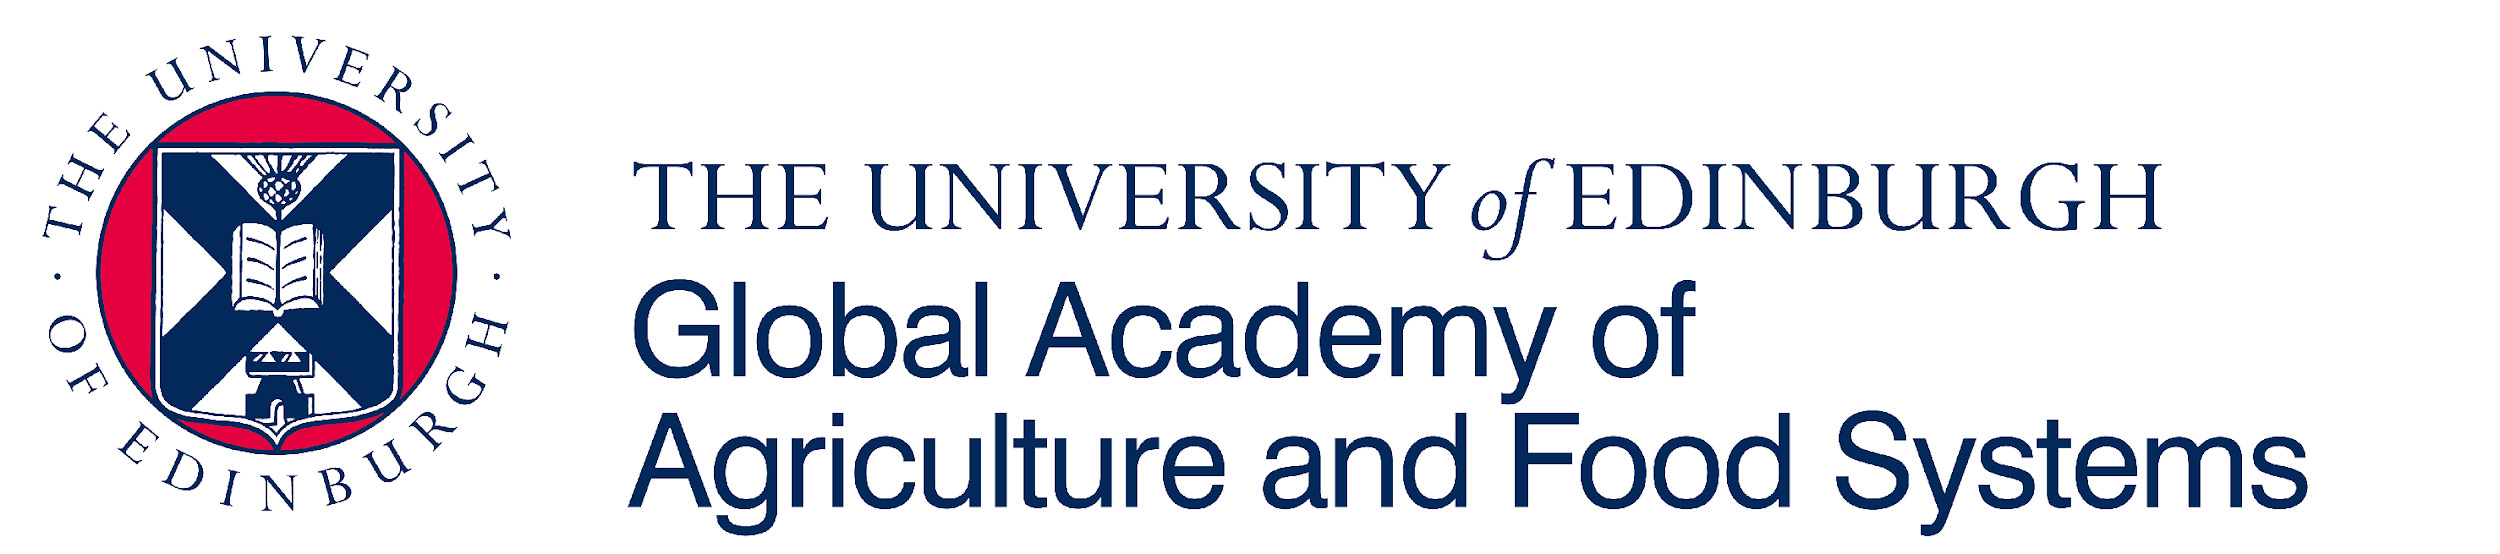 THE UNIVERSITY OF EDINBURGH
THE UNIVERSITY of EDINBURGH
Global Academy of
Agriculture and Food Systems